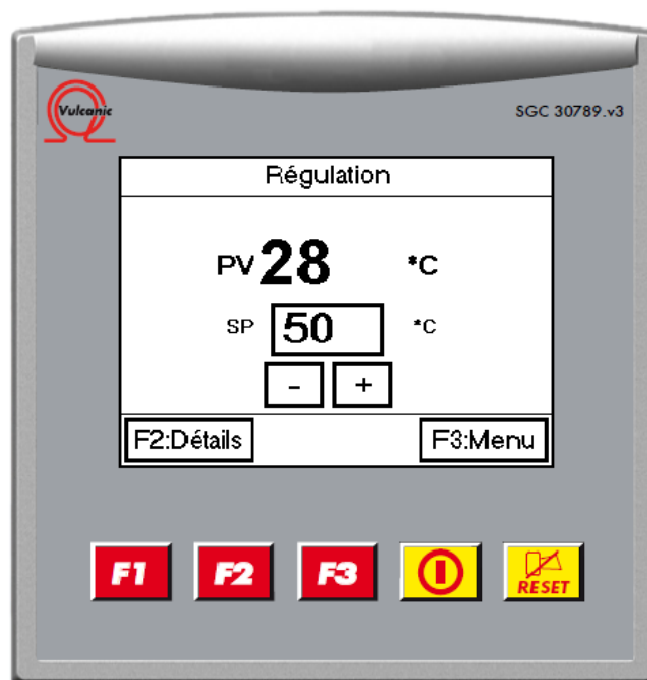 Vulcanic
SGC 30789.v3
Régulation
PV 28 °C
SP 50 °C
- +
F2:Détails F3:Menu
F1 F2 F3 RESET